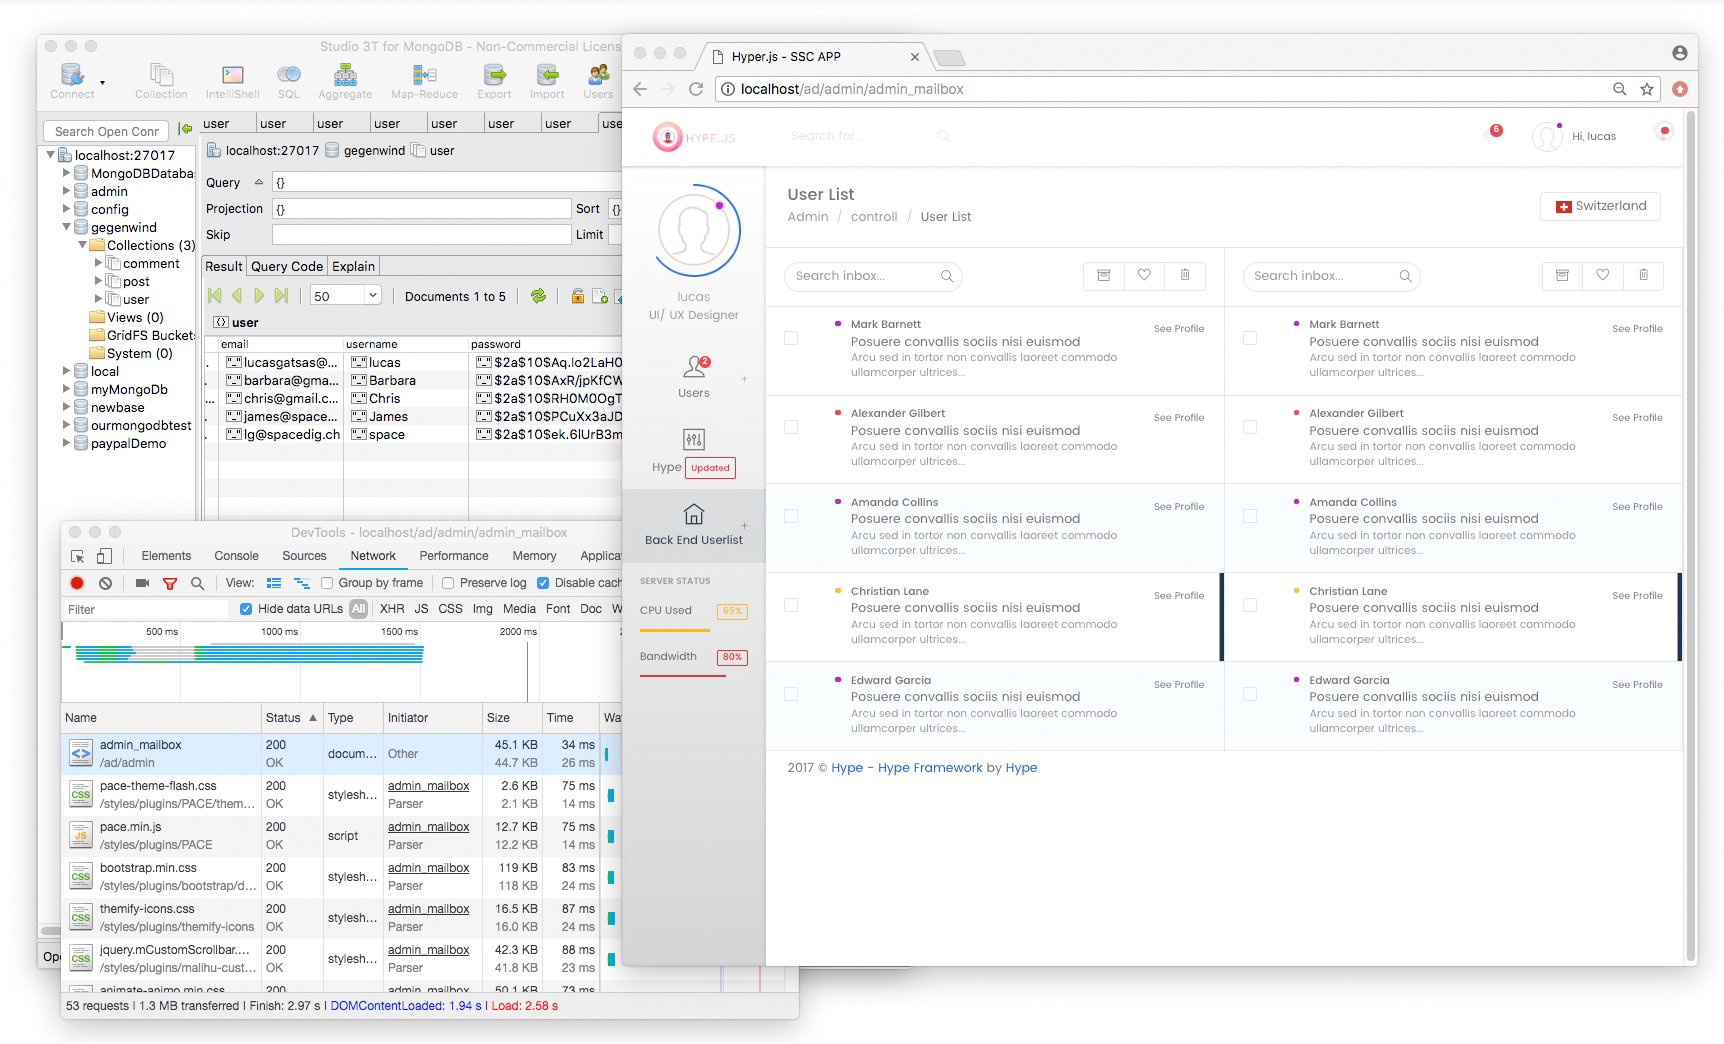 Studio 3T for MongoDB - Non-Commercial Licens
Connect
Collection
IntelliShell
SQL
Aggregate
Map-Reduce
Export
Import
Users
Search Open Conr
user
user
user
user
user
user
user
use
localhost:27017
MongoDBDataba
admin
config
gegenwind
Collections (3)
comment
post
user
Views (0)
GridFS Buckets
System (0)
local
myMongoDb
newbase
ourmongodbtest
paypalDemo
localhost:27017 gegenwind user
Query {}
Projection {} Sort {}
Skip Limit
Result Query Code Explain
50 Documents 1 to 5
user
email username password
lucasgatsas@... lucas $2a$10$Aq.lo2LaH0
barbara@gma... Barbara $2a$10$AxR/jpKfCW
chris@gmail.c... Chris $2a$10$RH0M0OgT
james@space... James $2a$10$PCuXx3aJD
lg@spacedig.ch space $2a$10$ek.6lUrB3m
Ope
DevTools - localhost/ad/admin/admin_mailbox
Elements Console Sources Network Performance Memory Applica
View: Group by frame Preserve log Disable cach
Filter Hide data URLs All XHR JS CSS Img Media Font Doc W
500 ms 1000 ms 1500 ms 2000 ms 2
Name Status Type Initiator Size Time Wa
admin_mailbox 200 docum... Other 45.1 KB 34 ms
/ad/admin OK 44.7 KB 26 ms
pace-theme-flash.css 200 stylesh... admin_mailbox 2.6 KB 75 ms
/styles/plugins/PACE/them... OK Parser 2.1 KB 14 ms
pace.min.js 200 script admin_mailbox 12.7 KB 75 ms
/styles/plugins/PACE OK Parser 12.2 KB 14 ms
bootstrap.min.css 200 stylesh... admin_mailbox 119 KB 83 ms
/styles/plugins/bootstrap/d... OK Parser 118 KB 24 ms
themify-icons.css 200 stylesh... admin_mailbox 16.5 KB 87 ms
/styles/plugins/themify-icons OK Parser 16.0 KB 24 ms
jquery.mCustomScrollbar.... 200 stylesh... admin_mailbox 42.3 KB 88 ms
/styles/plugins/malihu-cust... OK Parser 41.8 KB 23 ms
animate-animo.min.css 200 admin_mailbox 50.1 KB 73 ms
53 requests | 1.3 MB transferred | Finish: 2.97 s | DOMContentLoaded: 1.94 s | Load: 2.58 s
Hyper.js - SSC APP
localhost/ad/admin/admin_mailbox
HYPE.JS
Search for...
6
Hi, lucas
lucas
UI/ UX Designer
2
Users
Hype Updated
Back End Userlist
SERVER STATUS
CPU Used 65%
Bandwidth 80%
User List
Admin / controll / User List
Switzerland
Search inbox...
Mark Barnett See Profile
Posuere convallis sociis nisi euismod
Arcu sed in tortor non convallis laoreet commodo
ullamcorper ultrices...
Alexander Gilbert See Profile
Posuere convallis sociis nisi euismod
Arcu sed in tortor non convallis laoreet commodo
ullamcorper ultrices...
Amanda Collins See Profile
Posuere convallis sociis nisi euismod
Arcu sed in tortor non convallis laoreet commodo
ullamcorper ultrices...
Christian Lane See Profile
Posuere convallis sociis nisi euismod
Arcu sed in tortor non convallis laoreet commodo
ullamcorper ultrices...
Edward Garcia See Profile
Posuere convallis sociis nisi euismod
Arcu sed in tortor non convallis laoreet commodo
ullamcorper ultrices...
Search inbox...
Mark Barnett See Profile
Posuere convallis sociis nisi euismod
Arcu sed in tortor non convallis laoreet commodo
ullamcorper ultrices...
Alexander Gilbert See Profile
Posuere convallis sociis nisi euismod
Arcu sed in tortor non convallis laoreet commodo
ullamcorper ultrices...
Amanda Collins See Profile
Posuere convallis sociis nisi euismod
Arcu sed in tortor non convallis laoreet commodo
ullamcorper ultrices...
Christian Lane See Profile
Posuere convallis sociis nisi euismod
Arcu sed in tortor non convallis laoreet commodo
ullamcorper ultrices...
Edward Garcia See Profile
Posuere convallis sociis nisi euismod
Arcu sed in tortor non convallis laoreet commodo
ullamcorper ultrices...
2017 © Hype - Hype Framework by Hype